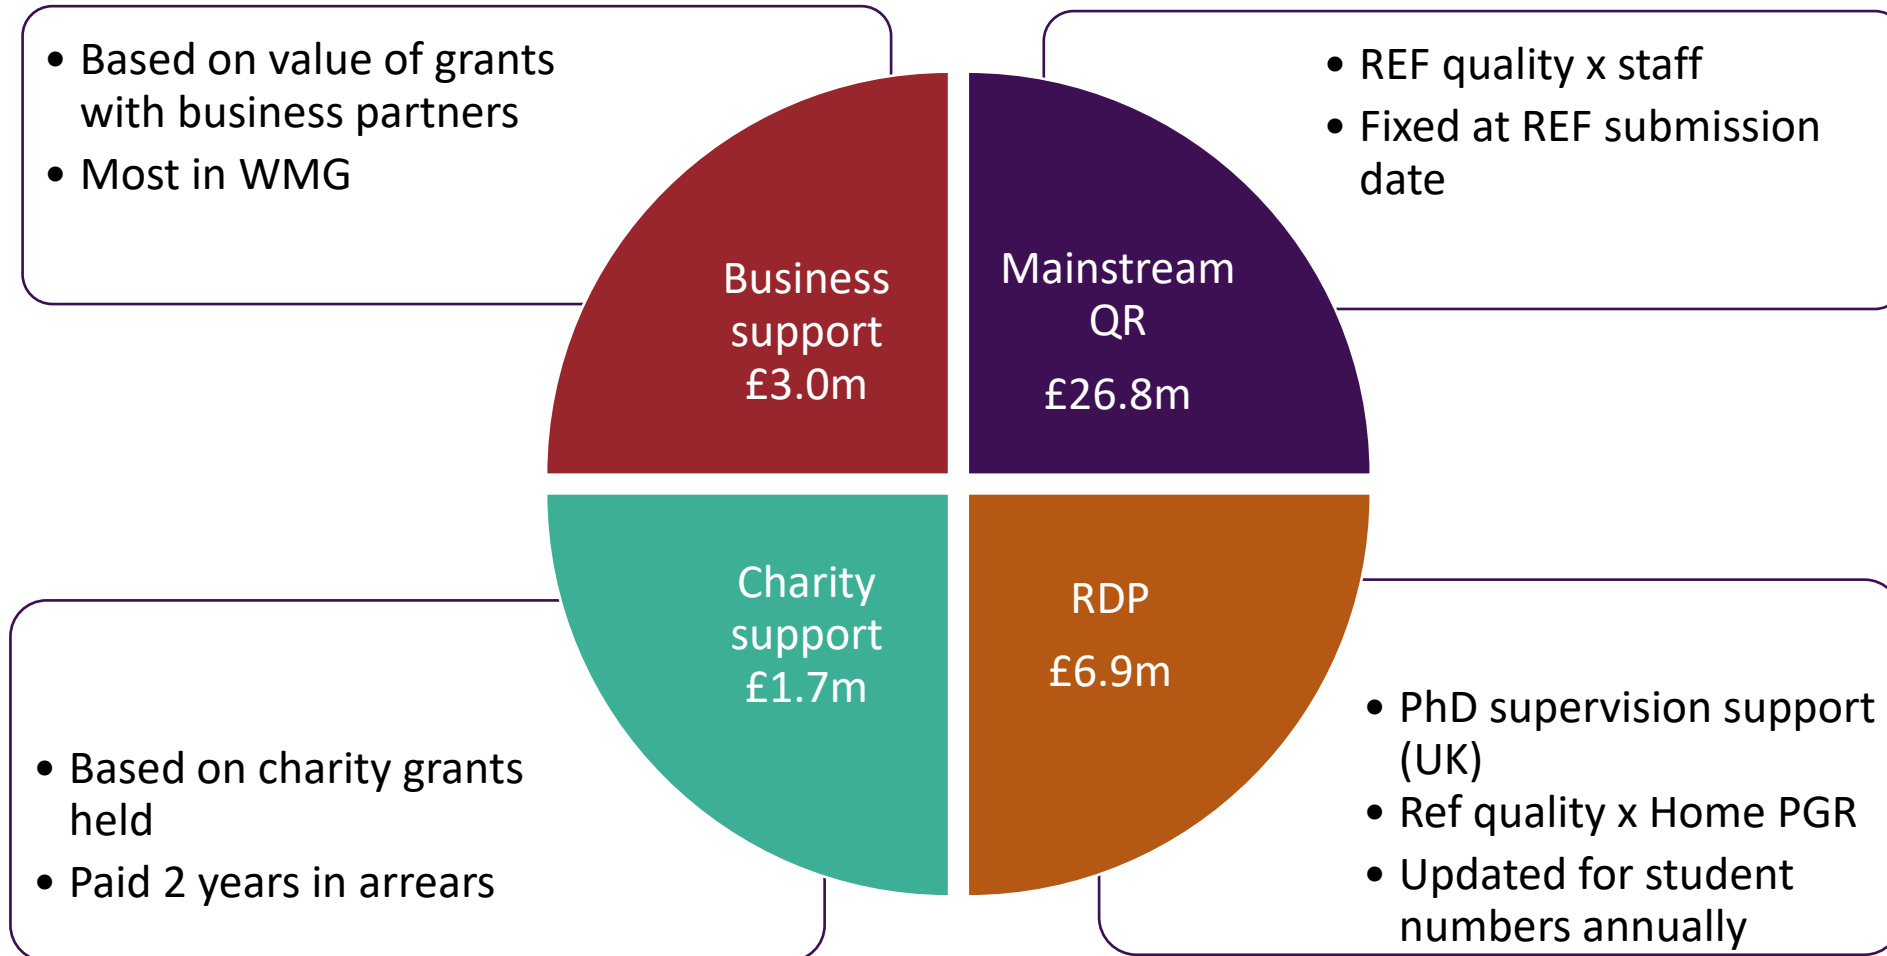 • Based on value of grants
with business partners
• Most in WMG
• REF quality x staff
• Fixed at REF submission
date
Business
support
£3.0m
Mainstream
QR
£26.8m
Charity
support
£1.7m
RDP
£6.9m
• Based on charity grants
held
• Paid 2 years in arrears
• PhD supervision support
(UK)
• Ref quality x Home PGR
• Updated for student
numbers annually